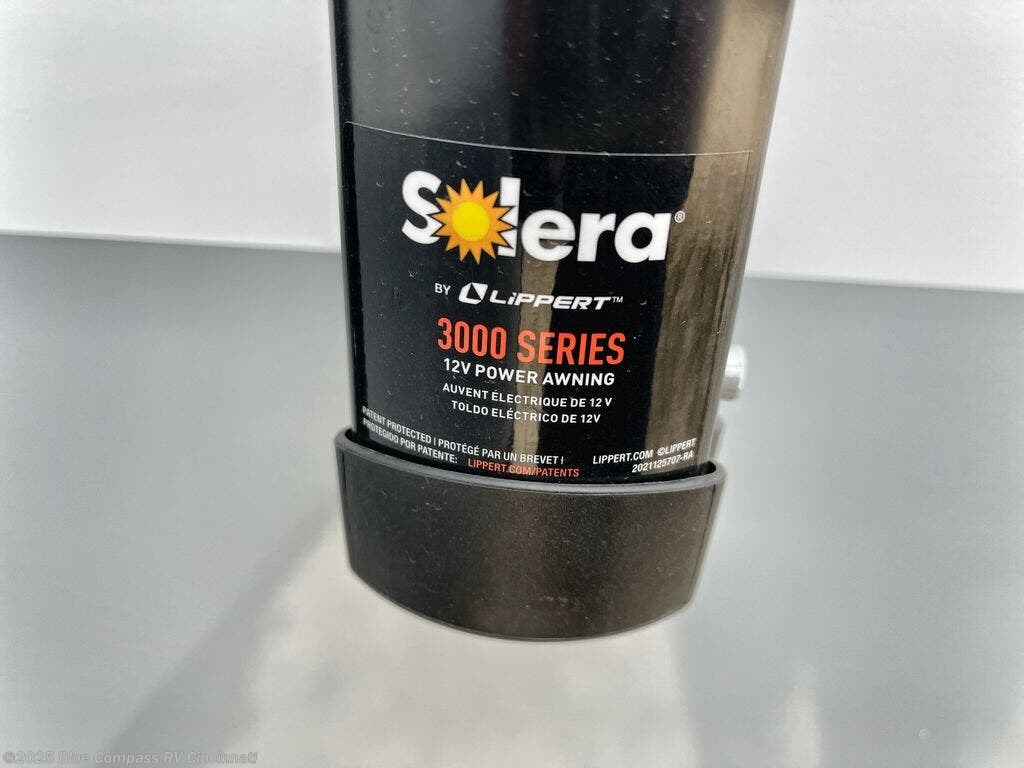 Solera®
BY LiPPERT™
3000 SERIES
12V POWER AWNING
AUVENT ÉLECTRIQUE DE 12 V
TOLDO ELÉCTRICO DE 12V
PATENT PROTECTED | PROTÉGÉ PAR UN BREVET |
PROTEGIDO POR PATENTE: LIPPERT.COM/PATENTS
LIPPERT.COM ©LIPPERT
2021125707-RA
©2025 Blue Compass RV Cincinnati